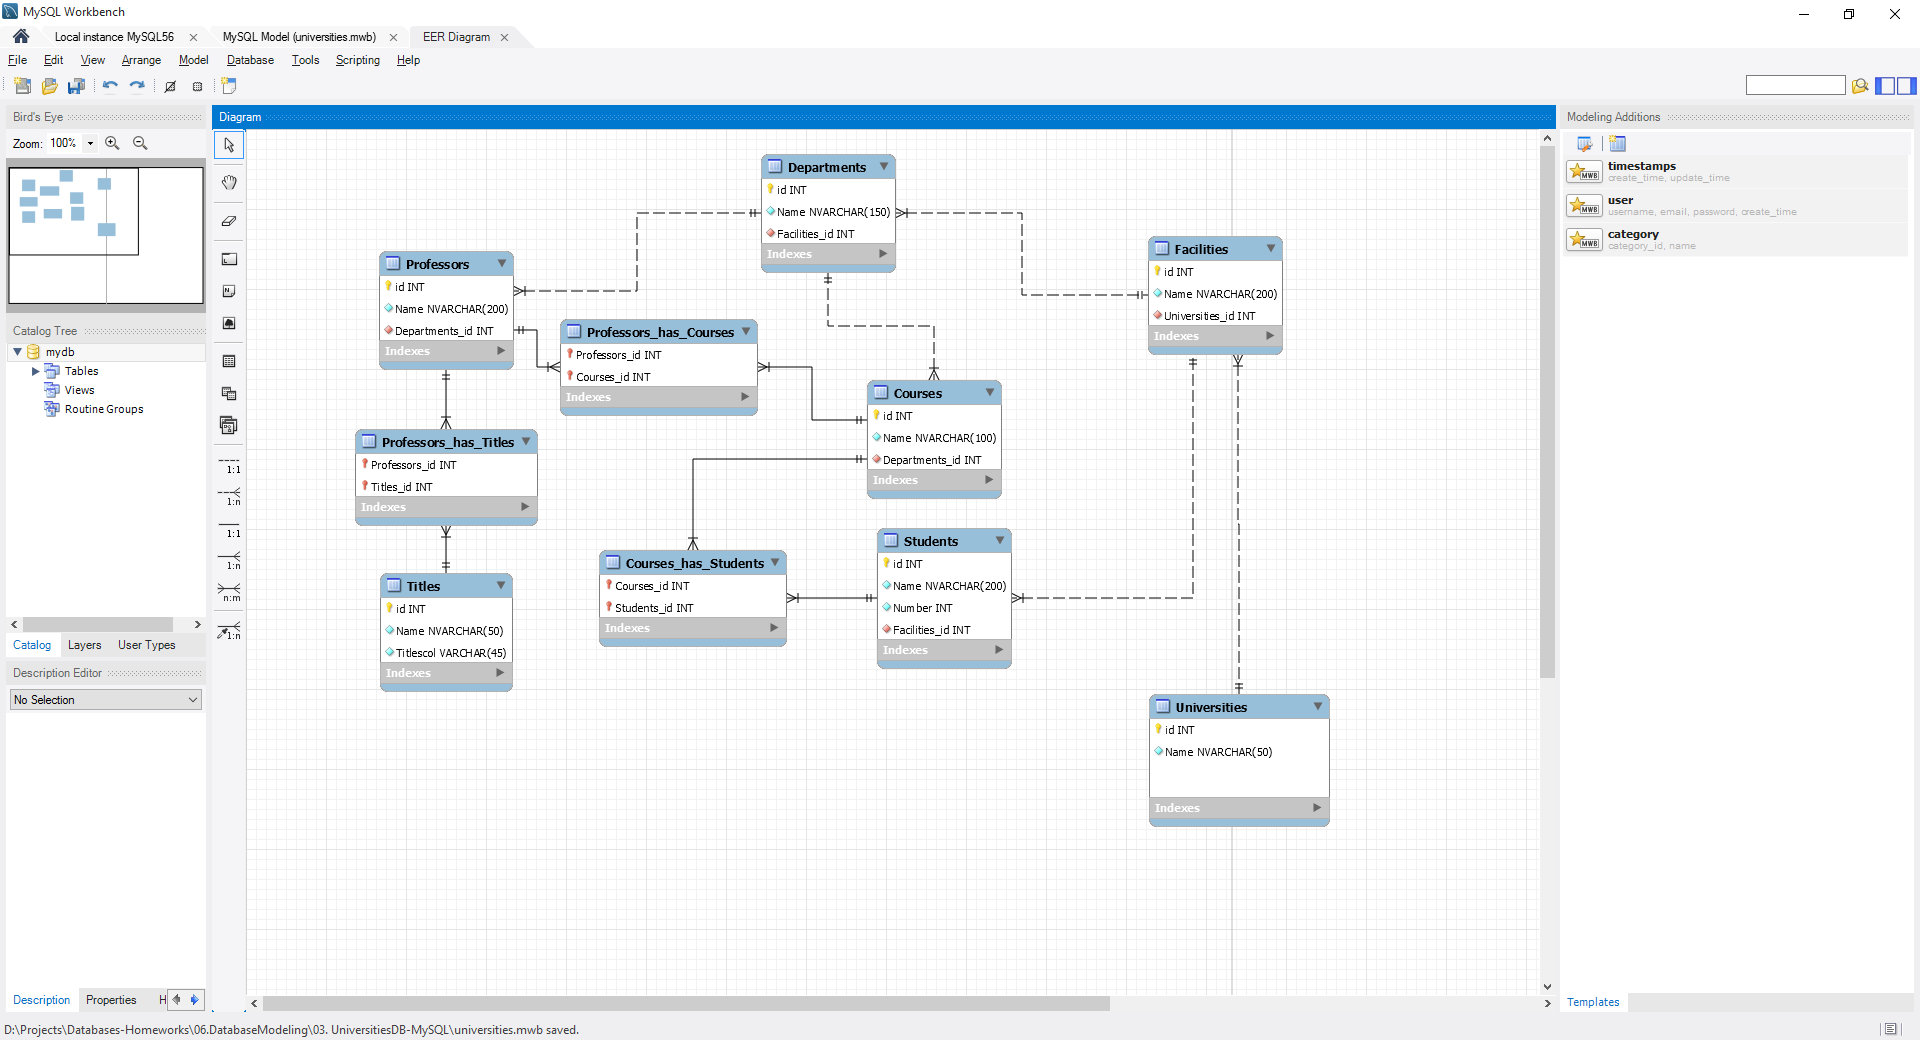 MySQL Workbench
Local instance MySQL56
MySQL Model (universities.mwb)
EER Diagram
File Edit View Arrange Model Database Tools Scripting Help
Bird's Eye
Zoom: 100%
Catalog Tree
mydb
Tables
Views
Routine Groups
Catalog Layers User Types
Description Editor
No Selection
Description Properties H
Diagram
1:1
1:n
1:1
1:n
n:m
1:n
Departments
id INT
Name NVARCHAR(150)
Facilities_id INT
Indexes
Professors
id INT
Name NVARCHAR(200)
Departments_id INT
Indexes
Facilities
id INT
Name NVARCHAR(200)
Universities_id INT
Indexes
Professors_has_Courses
Professors_id INT
Courses_id INT
Indexes
Courses
id INT
Name NVARCHAR(100)
Departments_id INT
Indexes
Professors_has_Titles
Professors_id INT
Titles_id INT
Indexes
Courses_has_Students
Courses_id INT
Students_id INT
Indexes
Students
id INT
Name NVARCHAR(200)
Number INT
Facilities_id INT
Indexes
Titles
id INT
Name NVARCHAR(50)
Titlescol VARCHAR(45)
Indexes
Universities
id INT
Name NVARCHAR(50)
Indexes
Modeling Additions
MWB
timestamps
create_time, update_time
MWB
user
username, email, password, create_time
MWB
category
category_id, name
Templates
D:\Projects\Databases-Homeworks\06.DatabaseModeling\03. UniversitiesDB-MySQL\universities.mwb saved.